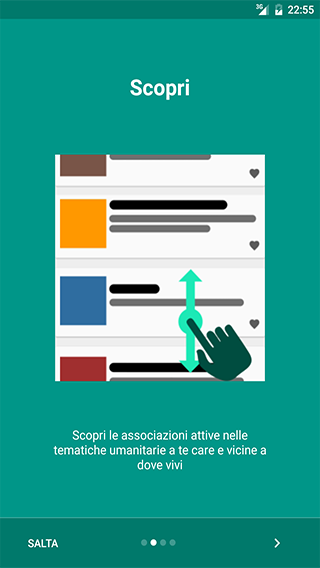 3G 22:55
Scopri
Scopri le associazioni attive nelle
tematiche umanitarie a te care e vicine a
dove vivi
SALTA